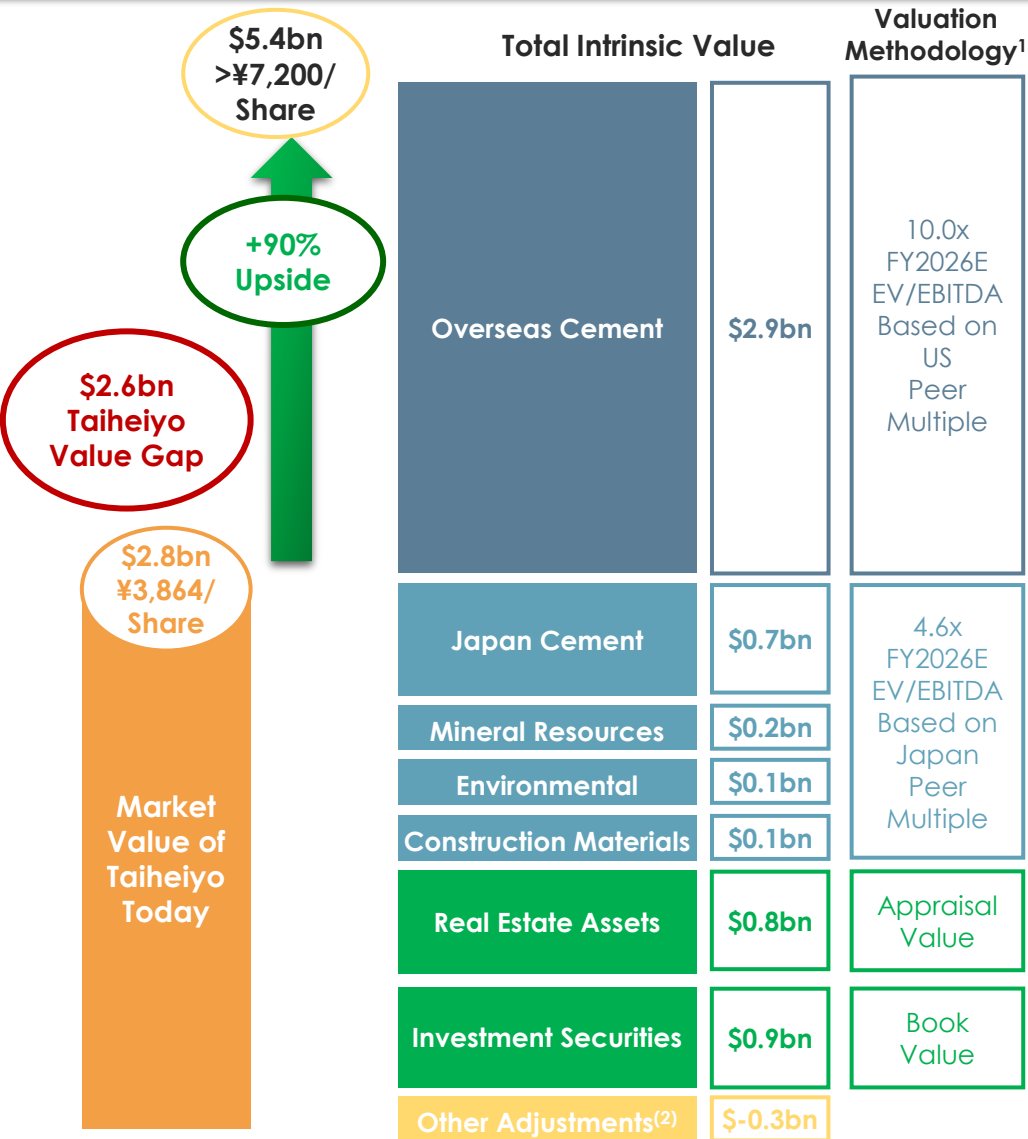 $5.4bn
>¥7,200/
Share
+90%
Upside
$2.6bn
Taiheiyo
Value Gap
$2.8bn
¥3,864/
Share
Market
Value of
Taiheiyo
Today
Total Intrinsic Value
Valuation
Methodology¹
Overseas Cement
$2.9bn
10.0x
FY2026E
EV/EBITDA
Based on
US
Peer
Multiple
Japan Cement
$0.7bn
Mineral Resources
$0.2bn
Environmental
$0.1bn
Construction Materials
$0.1bn
4.6x
FY2026E
EV/EBITDA
Based on
Japan
Peer
Multiple
Real Estate Assets
$0.8bn
Appraisal
Value
Investment Securities
$0.9bn
Book
Value
Other Adjustments⁽²⁾
$-0.3bn